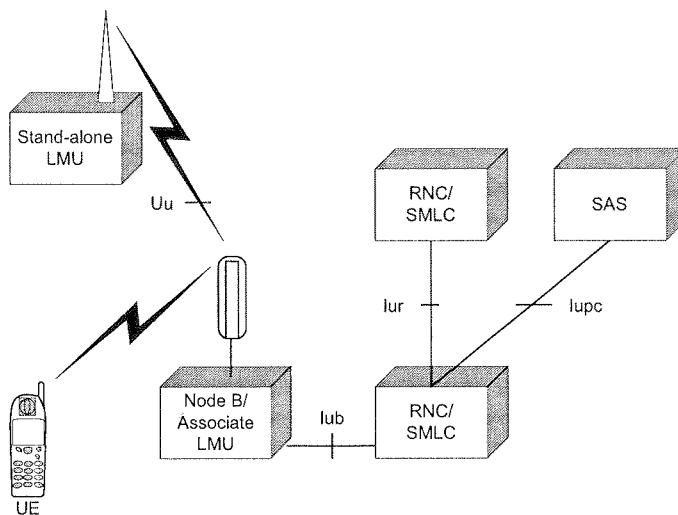 Stand-alone
LMU
Uu
RNC/
SMLC
SAS
Iur
Iupc
Node B/
Associate
LMU
Iub
RNC/
SMLC
UE